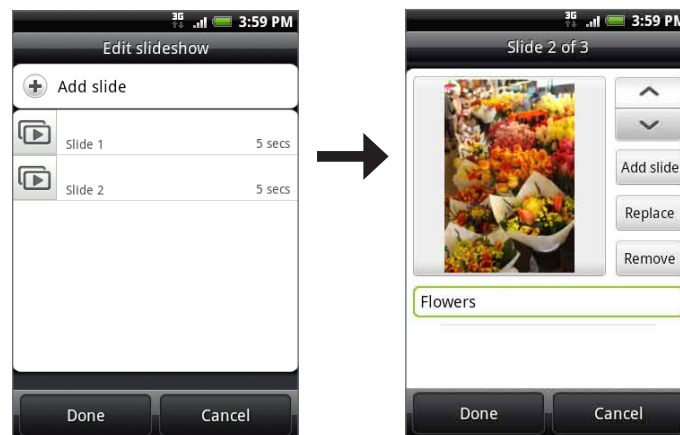 3G 3:59 PM
Edit slideshow
Add slide
Slide 1 5 secs
Slide 2 5 secs
Done Cancel
3G 3:59 PM
Slide 2 of 3
Add slide
Replace
Remove
Flowers
Done Cancel